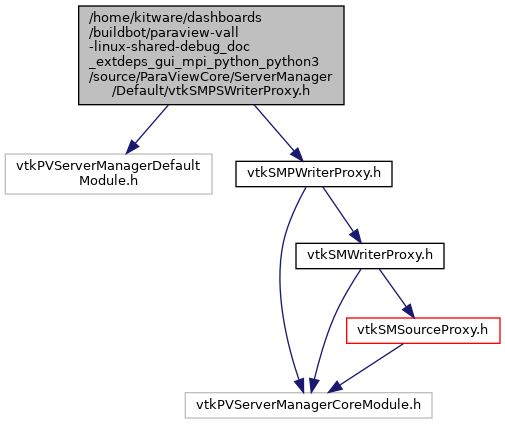 /home/kitware/dashboards
/buildbot/paraview-vall
-linux-shared-debug_doc
_extdeps_gui_mpi_python_python3
/source/ParaViewCore/ServerManager
/Default/vtkSMPSWriterProxy.h
vtkPVServerManagerDefault
Module.h
vtkSMPWriterProxy.h
vtkSMWriterProxy.h
vtkSMSourceProxy.h
vtkPVServerManagerCoreModule.h